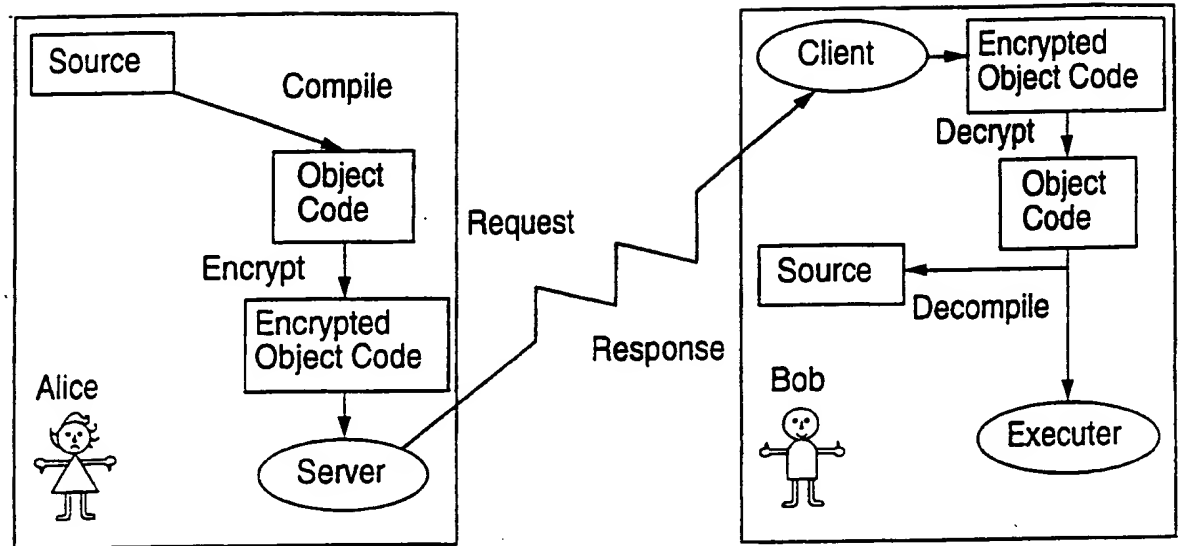 Source
Compile
Object
Code
Encrypt
Encrypted
Object Code
Alice
Server
Request
Response
Client
Encrypted
Object Code
Decrypt
Object
Code
Source
Decompile
Bob
Executer